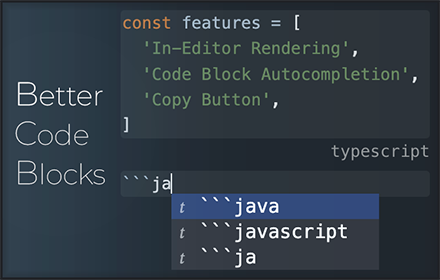 Better
Code
Blocks
const features = [
'In-Editor Rendering',
'Code Block Autocompletion',
'Copy Button',
]
typescript
```ja
t ```java
t ```javascript
t ```ja